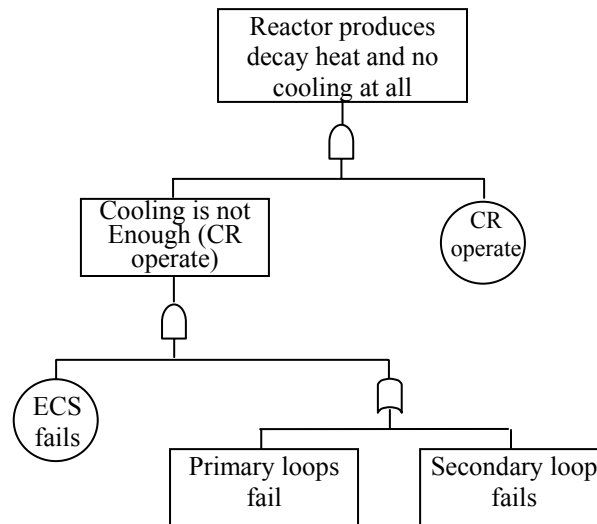 Reactor produces
decay heat and no
cooling at all
Cooling is not
Enough (CR
operate)
CR
operate
ECS
fails
Primary loops
fail
Secondary loop
fails